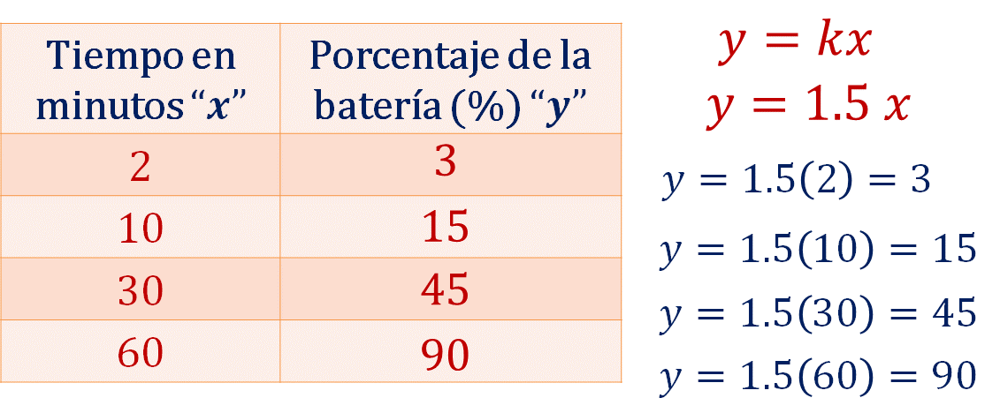 Tiempo en minutos “x”
Porcentaje de la batería (%) “y”
2 3
10 15
30 45
60 90
y = kx
y = 1.5 x
y = 1.5(2) = 3
y = 1.5(10) = 15
y = 1.5(30) = 45
y = 1.5(60) = 90